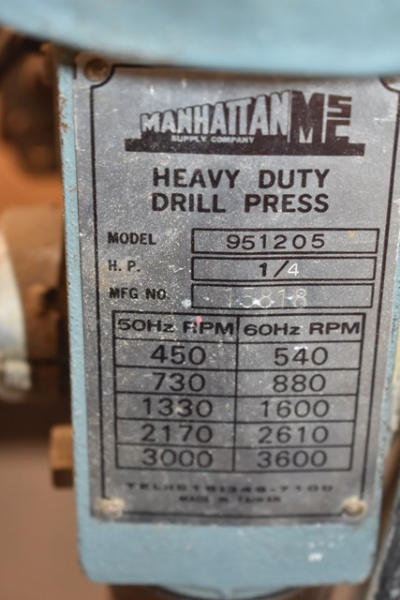 MANHATTAN MSC
SUPPLY COMPANY
HEAVY DUTY
DRILL PRESS
MODEL 951205
H. P. 1/4
MFG NO. 15818
50Hz RPM 60Hz RPM
450 540
730 880
1330 1600
2170 2610
3000 3600
MADE IN TAIWAN